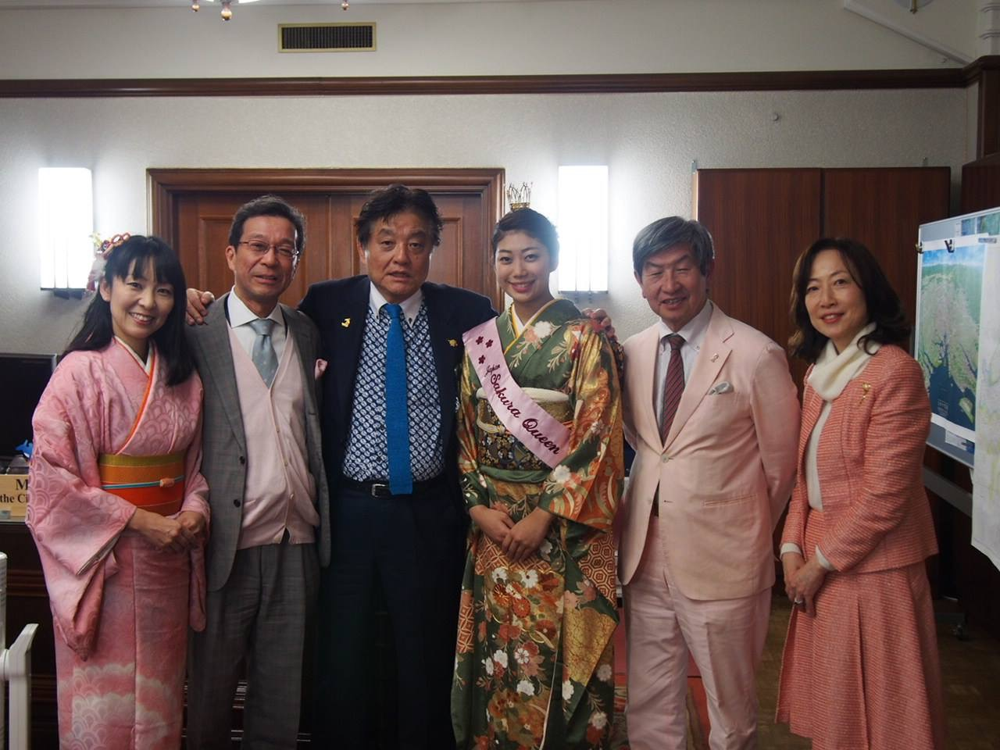 Japan
Sakura Queen
M
the Ci